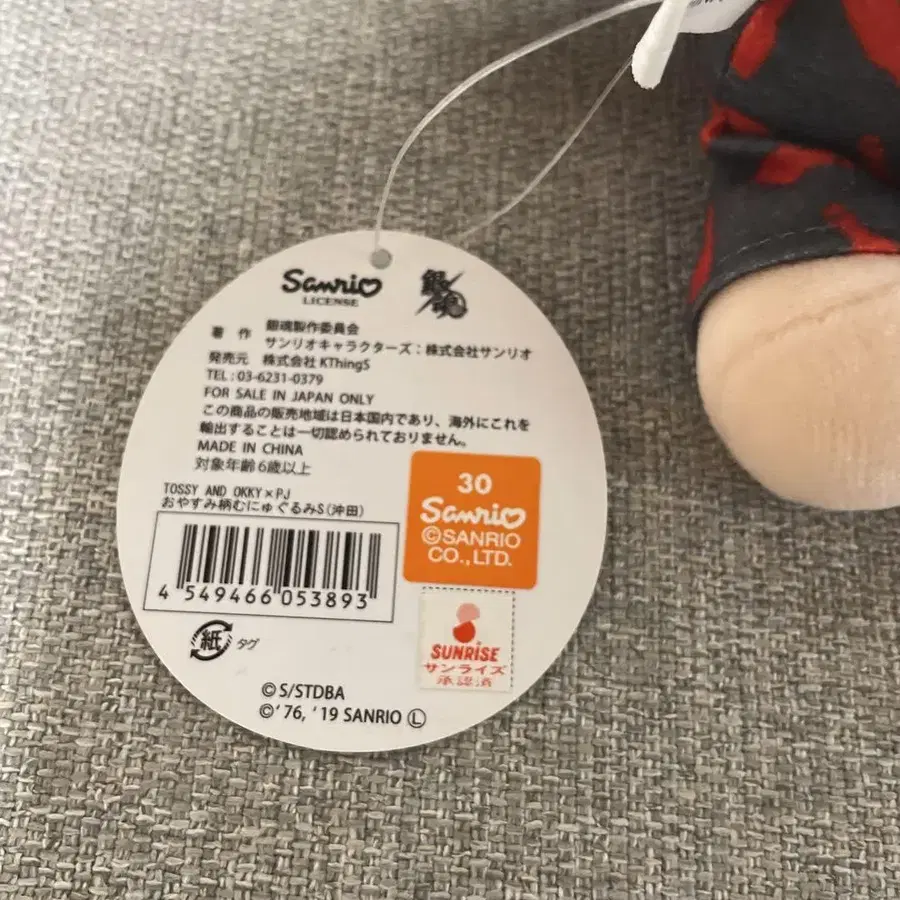 Sanrio
LICENSE
銀魂
著作 銀魂製作委員会
サンリオキャラクターズ:株式会社サンリオ
発売元 株式会社KThingS
TEL:03-6231-0379
FOR SALE IN JAPAN ONLY
この商品の販売地域は日本国内であり、海外にこれを
輸出することは一切認められておりません。
MADE IN CHINA
対象年齢6歳以上
TOSSY AND OKKY×PJ
おやすみ柄むにゅぐるみS(沖田)
4 549466 053893
30
Sanrio
©SANRIO
CO.,LTD.
紙 タグ
SUNRISE
サンライズ
承認済
©S/STDBA
©'76, '19 SANRIO Ⓛ